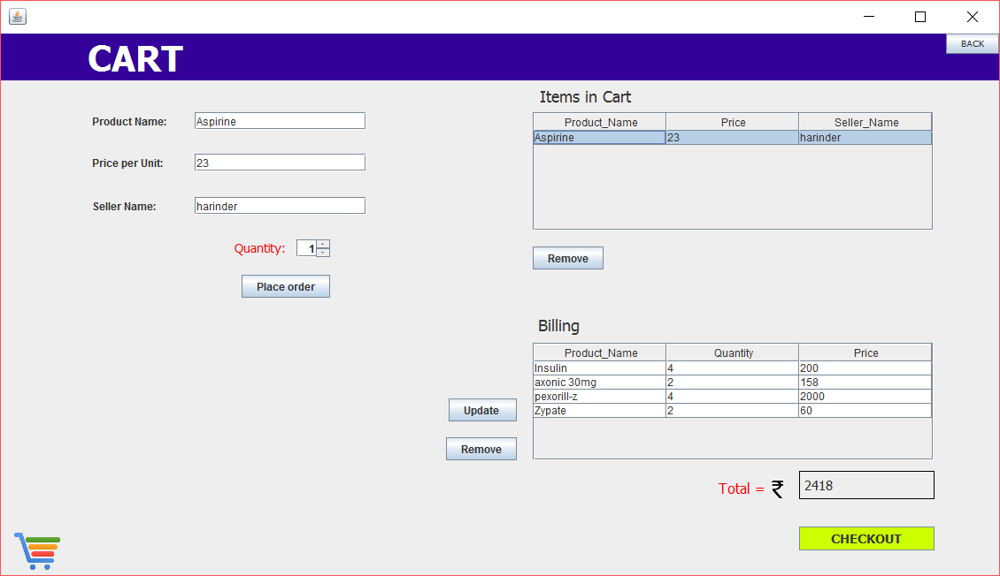 CART
BACK
Product Name: Aspirine
Price per Unit: 23
Seller Name: harinder
Quantity: 1
Place order
Items in Cart
Product_Name Price Seller_Name
Aspirine 23 harinder
Remove
Billing
Product_Name Quantity Price
Insulin 4 200
axonic 30mg 2 158
pexorill-z 4 2000
Zypate 2 60
Update
Remove
Total = ₹ 2418
CHECKOUT